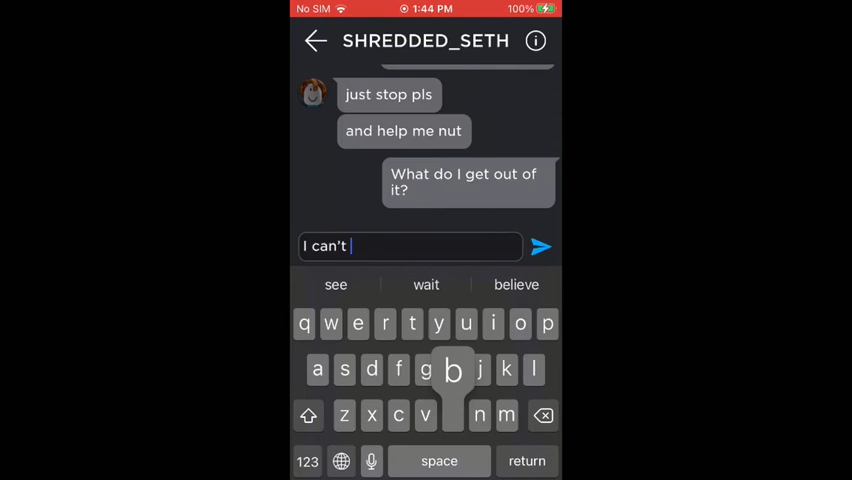 No SIM 1:44 PM 100%
SHREDDED_SETH
just stop pls
and help me nut
What do I get out of
it?
I can't
see wait believe
q w e r t y u i o p
a s d f g b j k l
z x c v n m
123 space return